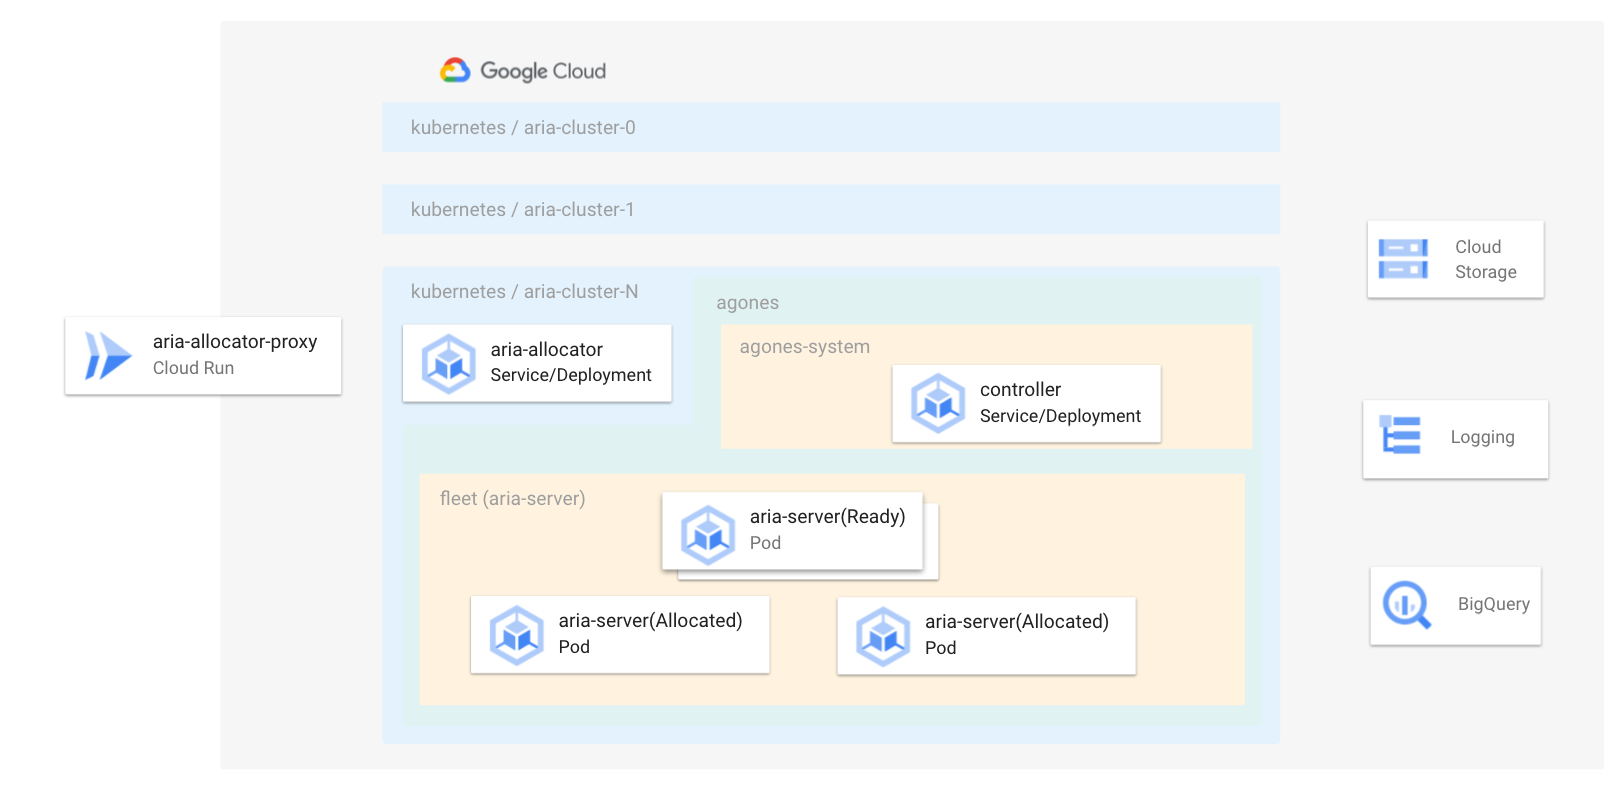 Google Cloud
kubernetes / aria-cluster-0
kubernetes / aria-cluster-1
kubernetes / aria-cluster-N
aria-allocator-proxy
Cloud Run
aria-allocator
Service/Deployment
agones
agones-system
controller
Service/Deployment
fleet (aria-server)
aria-server(Ready)
Pod
aria-server(Allocated)
Pod
aria-server(Allocated)
Pod
Cloud
Storage
Logging
BigQuery